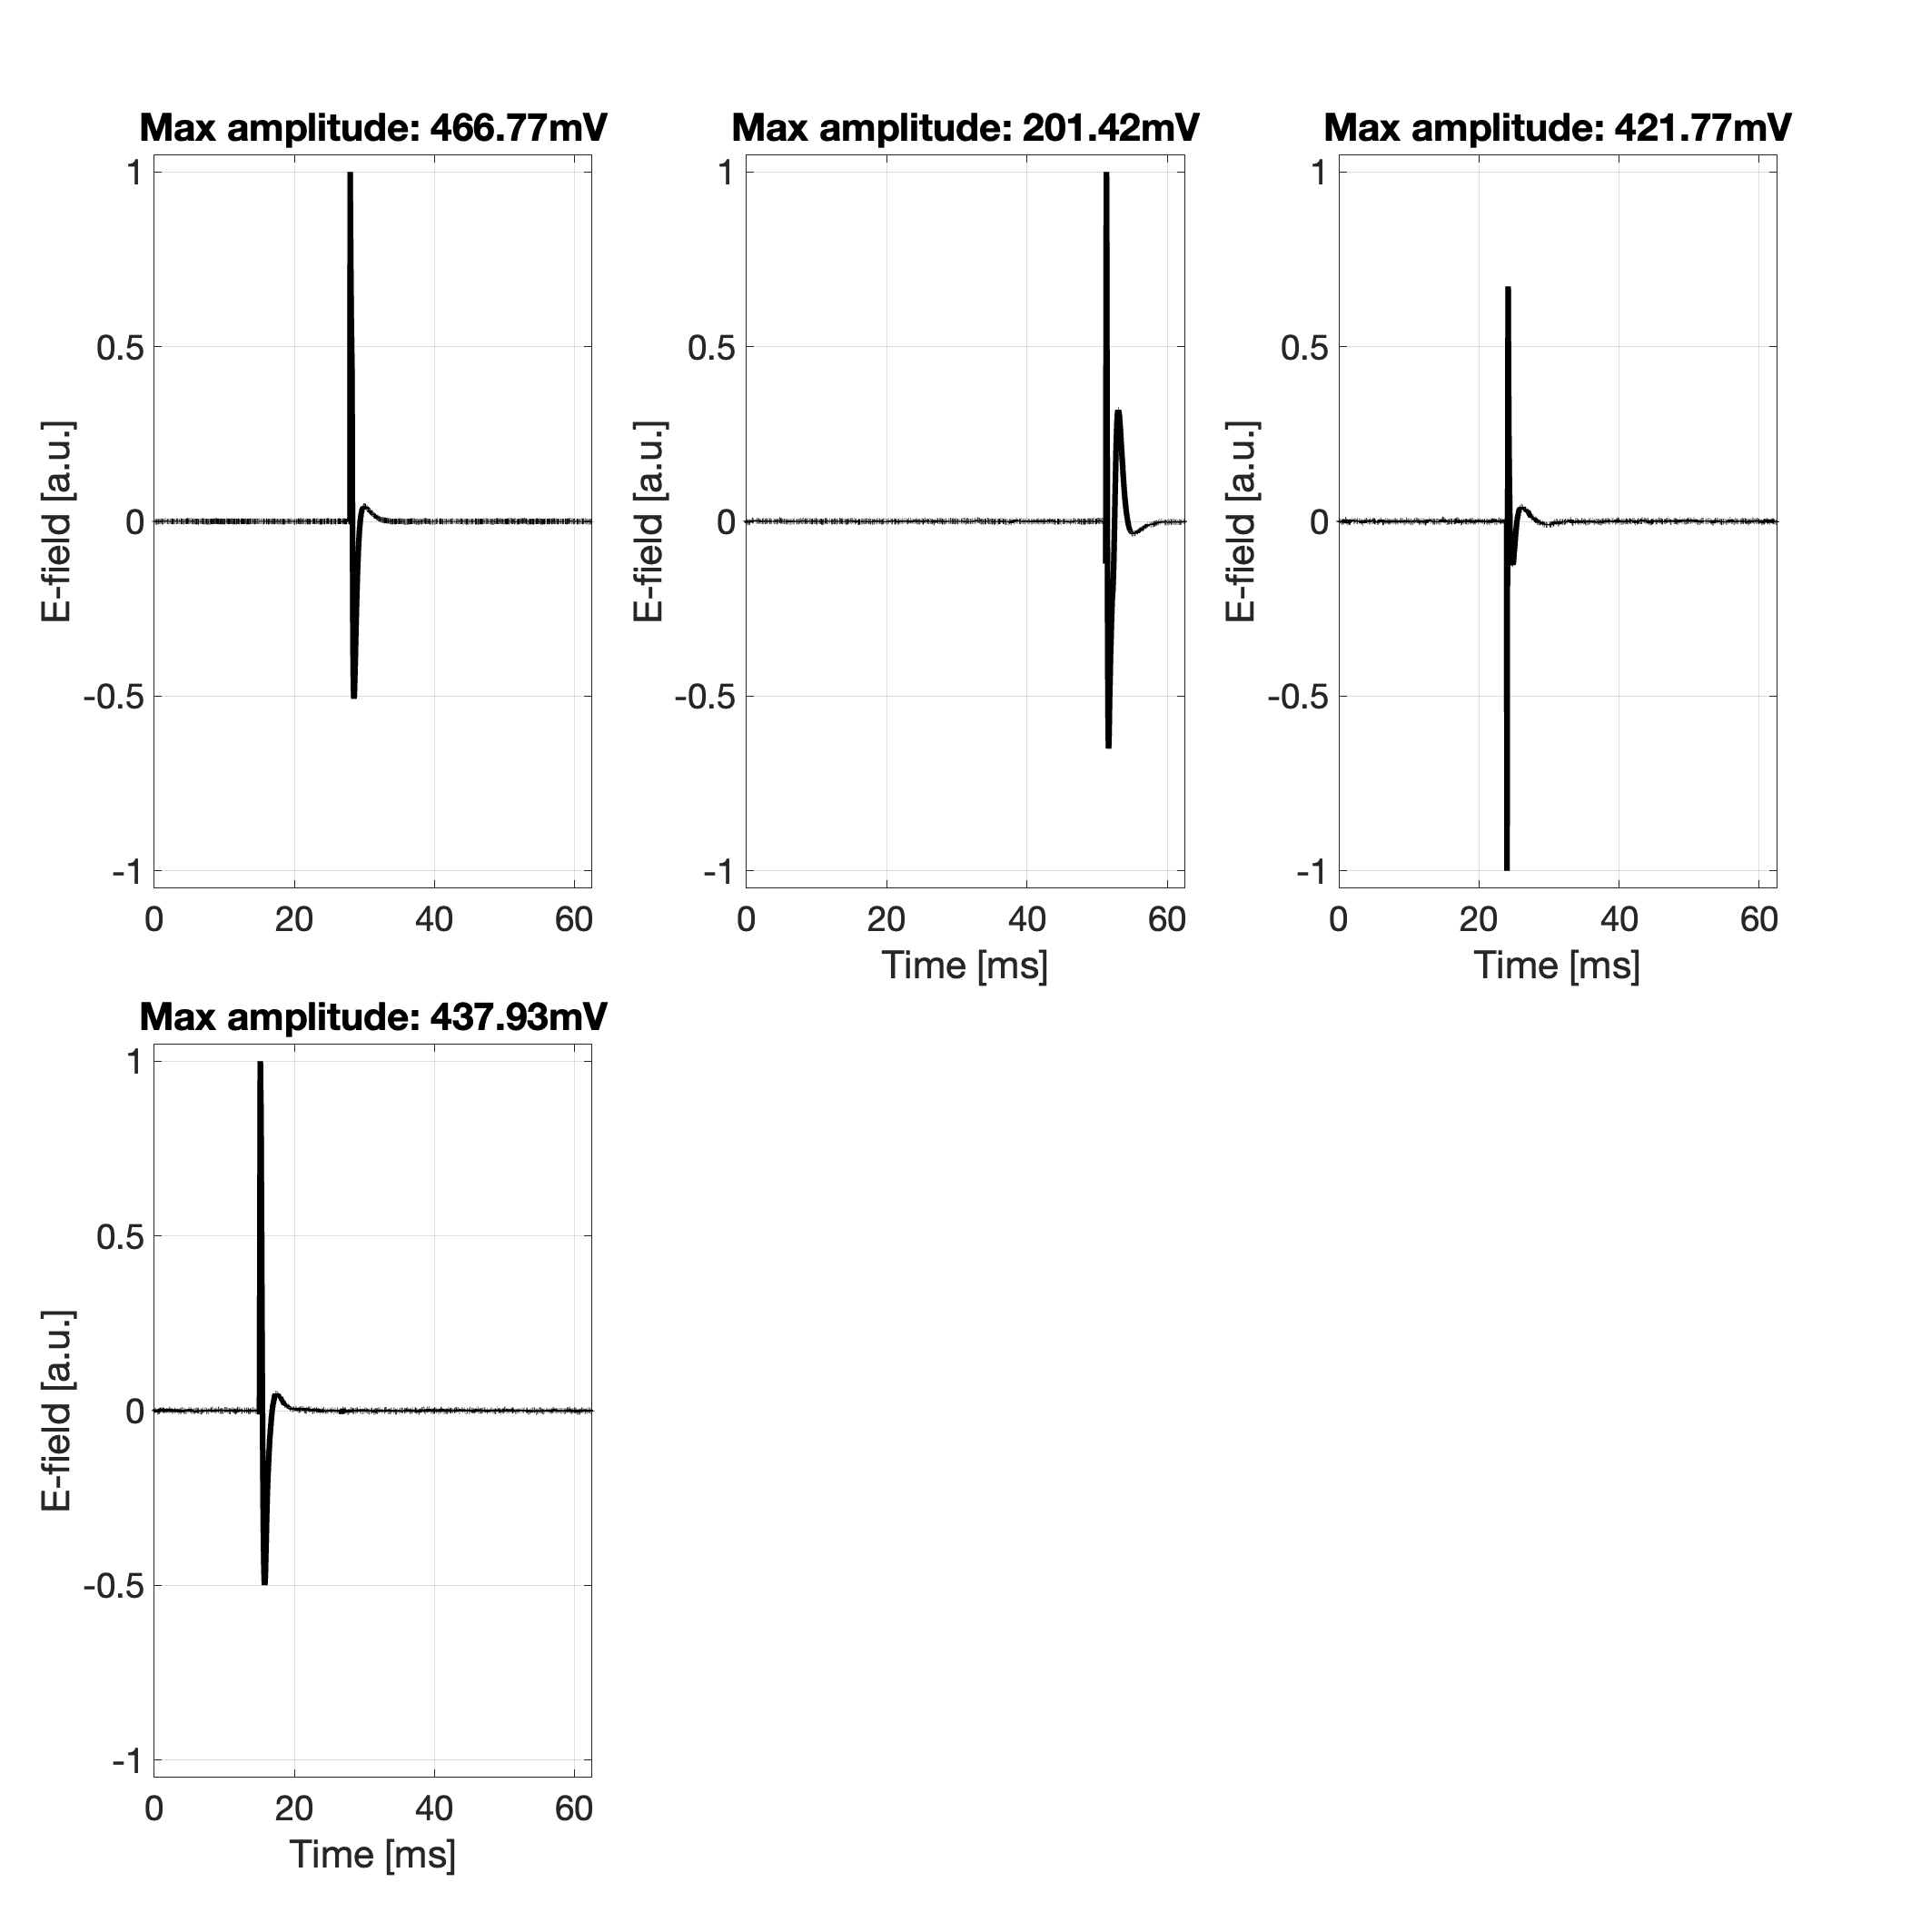 Max amplitude: 466.77mV
1
0.5
0
-0.5
-1
E-field [a.u.]
0 20 40 60
Max amplitude: 201.42mV
1
0.5
0
-0.5
-1
E-field [a.u.]
0 20 40 60
Time [ms]
Max amplitude: 421.77mV
1
0.5
0
-0.5
-1
E-field [a.u.]
0 20 40 60
Time [ms]
Max amplitude: 437.93mV
1
0.5
0
-0.5
-1
E-field [a.u.]
0 20 40 60
Time [ms]